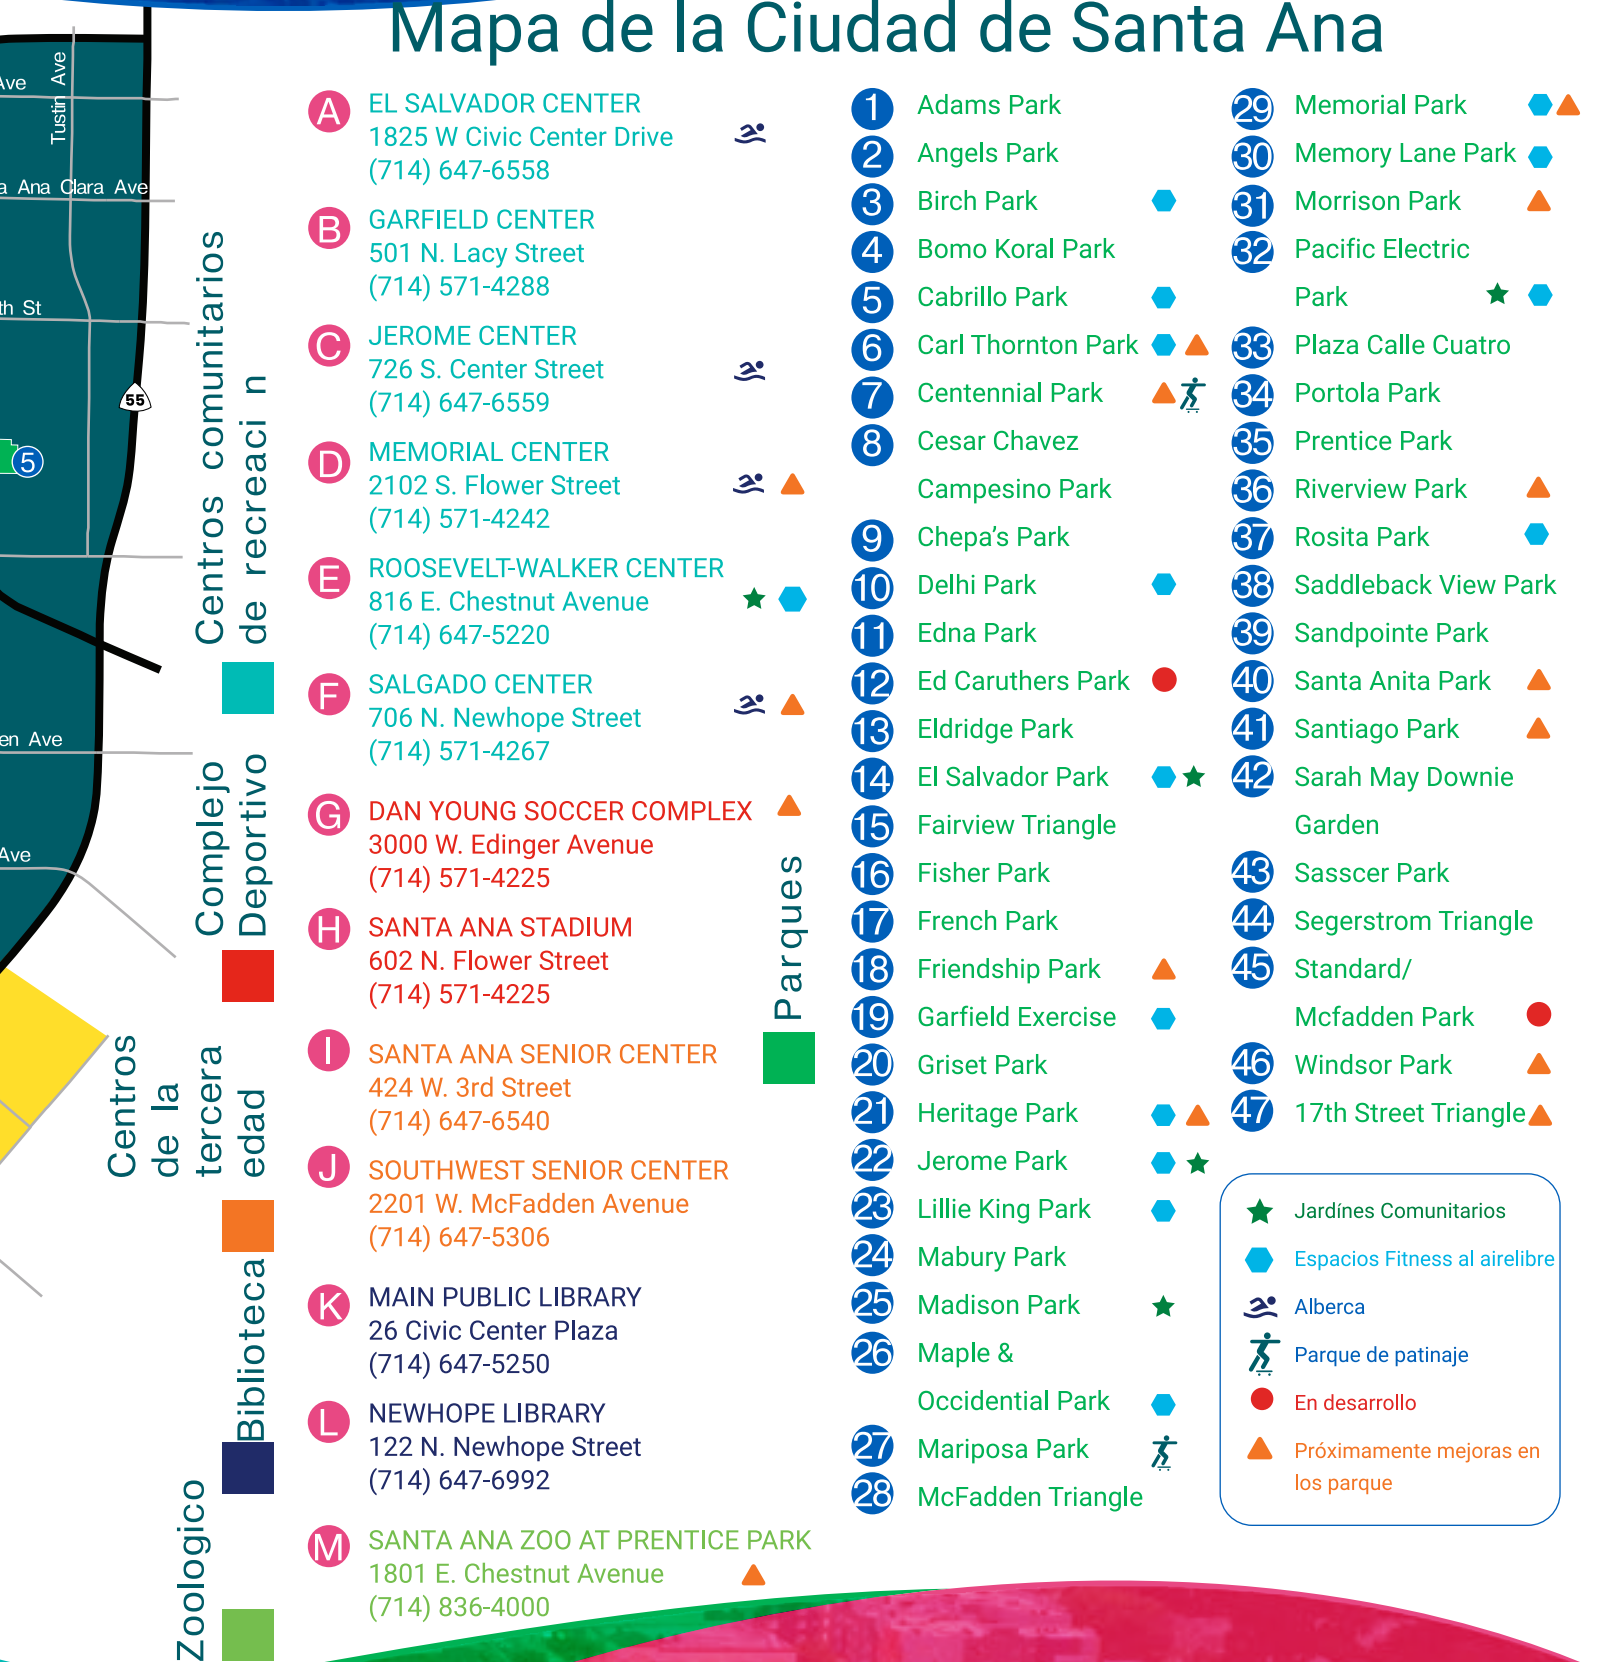 Mapa de la Ciudad de Santa Ana
Ave
Tustin Ave
a Ana Clara Ave
th St
55
5
en Ave
Ave
Centros comunitarios
de recreaci n
A EL SALVADOR CENTER
1825 W Civic Center Drive
(714) 647-6558
B GARFIELD CENTER
501 N. Lacy Street
(714) 571-4288
C JEROME CENTER
726 S. Center Street
(714) 647-6559
D MEMORIAL CENTER
2102 S. Flower Street
(714) 571-4242
E ROOSEVELT-WALKER CENTER
816 E. Chestnut Avenue
(714) 647-5220
F SALGADO CENTER
706 N. Newhope Street
(714) 571-4267
Complejo
Deportivo
G DAN YOUNG SOCCER COMPLEX
3000 W. Edinger Avenue
(714) 571-4225
H SANTA ANA STADIUM
602 N. Flower Street
(714) 571-4225
Centros
de la
tercera
edad
I SANTA ANA SENIOR CENTER
424 W. 3rd Street
(714) 647-6540
J SOUTHWEST SENIOR CENTER
2201 W. McFadden Avenue
(714) 647-5306
Biblioteca
K MAIN PUBLIC LIBRARY
26 Civic Center Plaza
(714) 647-5250
L NEWHOPE LIBRARY
122 N. Newhope Street
(714) 647-6992
Zoologico
M SANTA ANA ZOO AT PRENTICE PARK
1801 E. Chestnut Avenue
(714) 836-4000
Parques
1 Adams Park
2 Angels Park
3 Birch Park
4 Bomo Koral Park
5 Cabrillo Park
6 Carl Thornton Park
7 Centennial Park
8 Cesar Chavez
Campesino Park
9 Chepa’s Park
10 Delhi Park
11 Edna Park
12 Ed Caruthers Park
13 Eldridge Park
14 El Salvador Park
15 Fairview Triangle
16 Fisher Park
17 French Park
18 Friendship Park
19 Garfield Exercise
20 Griset Park
21 Heritage Park
22 Jerome Park
23 Lillie King Park
24 Mabury Park
25 Madison Park
26 Maple &
Occidential Park
27 Mariposa Park
28 McFadden Triangle
29 Memorial Park
30 Memory Lane Park
31 Morrison Park
32 Pacific Electric
Park
33 Plaza Calle Cuatro
34 Portola Park
35 Prentice Park
36 Riverview Park
37 Rosita Park
38 Saddleback View Park
39 Sandpointe Park
40 Santa Anita Park
41 Santiago Park
42 Sarah May Downie
Garden
43 Sasscer Park
44 Segerstrom Triangle
45 Standard/
Mcfadden Park
46 Windsor Park
47 17th Street Triangle
Jardínes Comunitarios
Espacios Fitness al airelibre
Alberca
Parque de patinaje
En desarrollo
Próximamente mejoras en
los parque